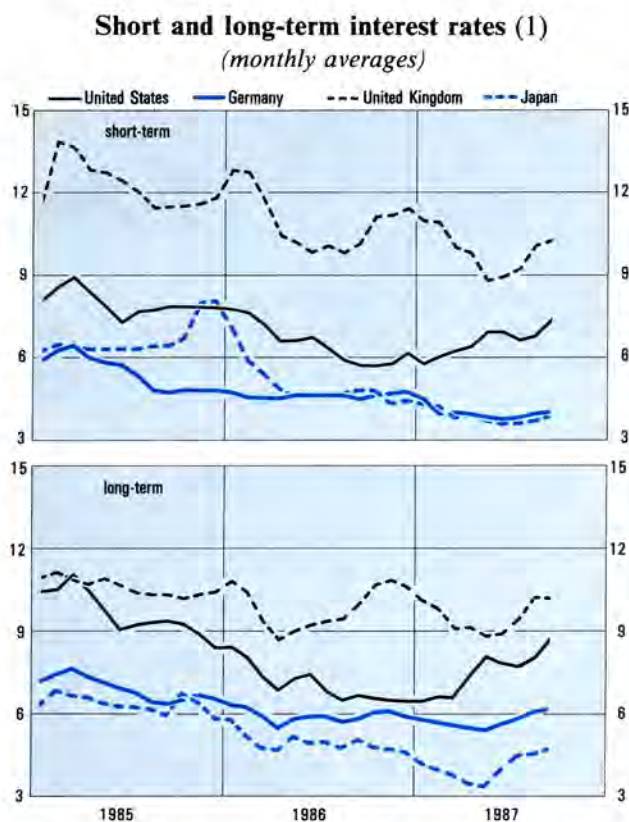 Short and long-term interest rates (1)
(monthly averages)
United States Germany United Kingdom Japan
15 15
short-term
12 12
9 9
6 6
3 3
15 15
long-term
12 12
9 9
6 6
3 3
1985 1986 1987